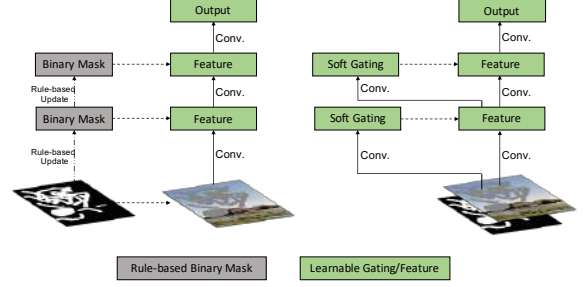 Output
Conv.
Binary Mask
Feature
Rule-based
Update
Conv.
Binary Mask
Feature
Rule-based
Update
Conv.
Output
Conv.
Soft Gating
Feature
Conv.
Conv.
Soft Gating
Feature
Conv.
Conv.
Rule-based Binary Mask
Learnable Gating/Feature